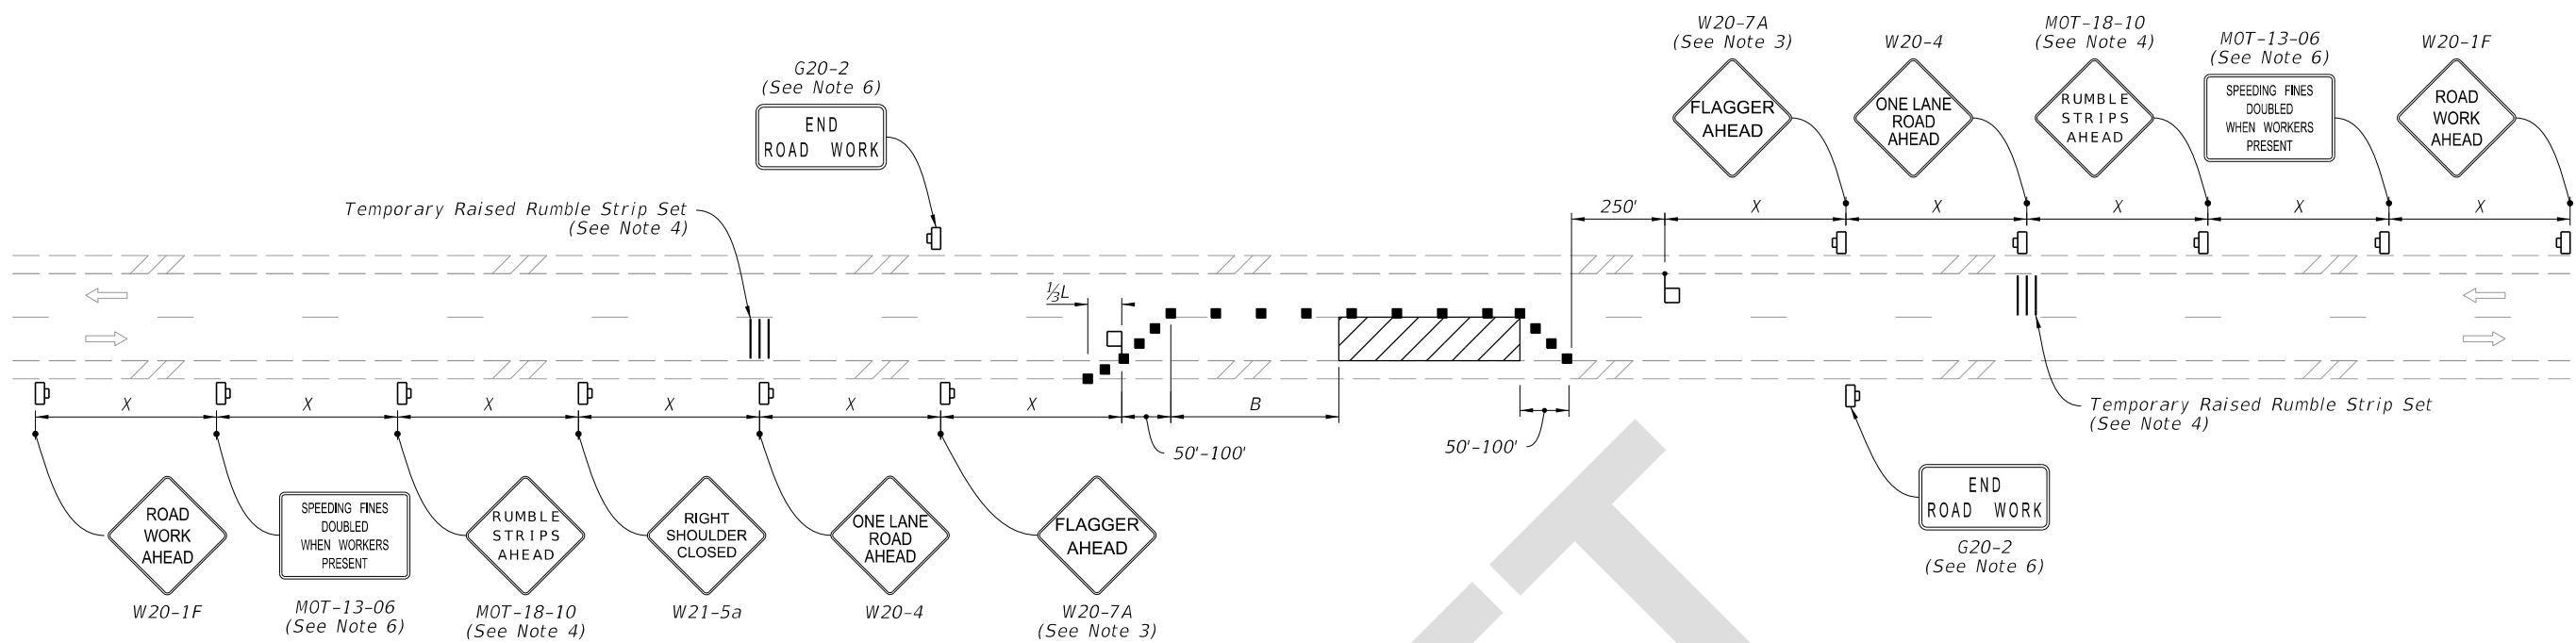 W20-7A
(See Note 3)
W20-4
MOT-18-10
(See Note 4)
MOT-13-06
(See Note 6)
W20-1F
G20-2
(See Note 6)
FLAGGER
AHEAD
ONE LANE
ROAD
AHEAD
RUMBLE
STRIPS
AHEAD
SPEEDING FINES
DOUBLED
WHEN WORKERS
PRESENT
ROAD
WORK
AHEAD
END
ROAD WORK
Temporary Raised Rumble Strip Set
(See Note 4)
250'
X
X
X
X
X
⅓L
X
X
X
X
X
X
B
50'-100'
50'-100'
Temporary Raised Rumble Strip Set
(See Note 4)
END
ROAD WORK
G20-2
(See Note 6)
ROAD
WORK
AHEAD
SPEEDING FINES
DOUBLED
WHEN WORKERS
PRESENT
RUMBLE
STRIPS
AHEAD
RIGHT
SHOULDER
CLOSED
ONE LANE
ROAD
AHEAD
FLAGGER
AHEAD
W20-1F
MOT-13-06
(See Note 6)
MOT-18-10
(See Note 4)
W21-5a
W20-4
W20-7A
(See Note 3)